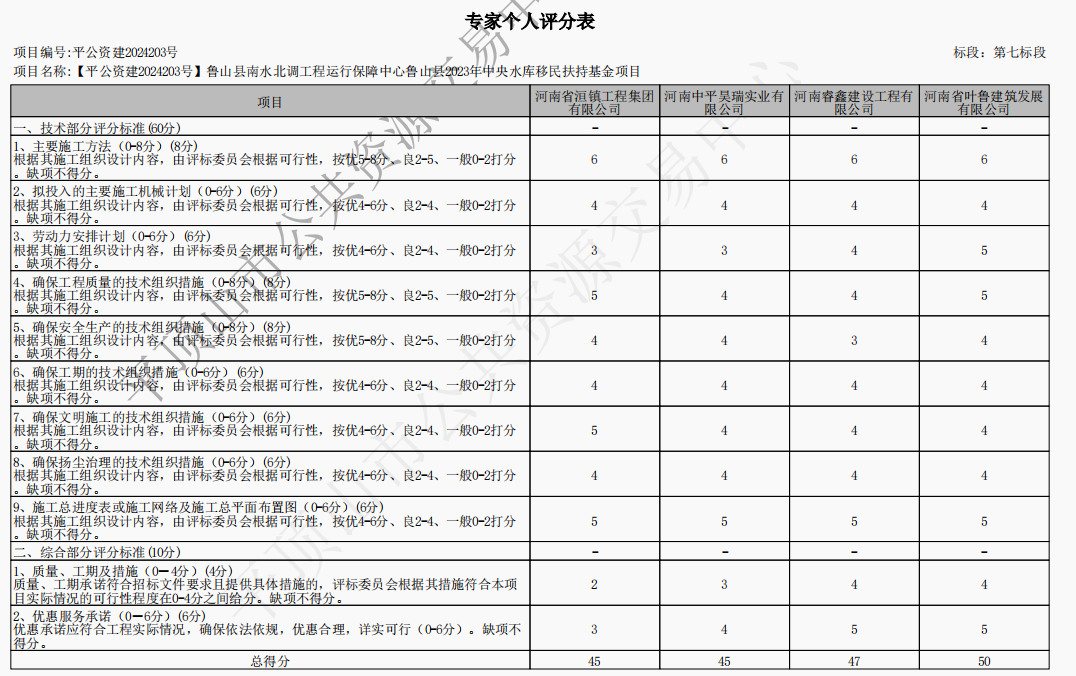 专家个人评分表
项目编号:平公资建2024203号 标段：第七标段
项目名称:【平公资建2024203号】鲁山县南水北调工程运行保障中心鲁山县2023年中央水库移民扶持基金项目
项目 河南省洹镇工程集团有限公司 河南中平昊瑞实业有限公司 河南睿鑫建设工程有限公司 河南省叶鲁建筑发展有限公司
一、技术部分评分标准(60分) - - - -
1、主要施工方法（0-8分）(8分)
根据其施工组织设计内容，由评标委员会根据可行性，按优5-8分、良2-5、一般0-2打分 6 6 6 6
。缺项不得分。
2、拟投入的主要施工机械计划（0-6分）(6分)
根据其施工组织设计内容，由评标委员会根据可行性，按优4-6分、良2-4、一般0-2打分 4 4 4 4
。缺项不得分。
3、劳动力安排计划（0-6分）(6分)
根据其施工组织设计内容，由评标委员会根据可行性，按优4-6分、良2-4、一般0-2打分 3 3 4 5
。缺项不得分。
4、确保工程质量的技术组织措施（0-8分）(8分)
根据其施工组织设计内容，由评标委员会根据可行性，按优5-8分、良2-5、一般0-2打分 5 4 4 5
。缺项不得分。
5、确保安全生产的技术组织措施（0-8分）(8分)
根据其施工组织设计内容，由评标委员会根据可行性，按优5-8分、良2-5、一般0-2打分 4 4 3 4
。缺项不得分。
6、确保工期的技术组织措施（0-6分）(6分)
根据其施工组织设计内容，由评标委员会根据可行性，按优4-6分、良2-4、一般0-2打分 4 4 4 4
。缺项不得分。
7、确保文明施工的技术组织措施（0-6分）(6分)
根据其施工组织设计内容，由评标委员会根据可行性，按优4-6分、良2-4、一般0-2打分 5 4 4 4
。缺项不得分。
8、确保扬尘治理的技术组织措施（0-6分）(6分)
根据其施工组织设计内容，由评标委员会根据可行性，按优4-6分、良2-4、一般0-2打分 4 4 4 4
。缺项不得分。
9、施工总进度表或施工网络及施工总平面布置图（0-6分）(6分)
根据其施工组织设计内容，由评标委员会根据可行性，按优4-6分、良2-4、一般0-2打分 5 5 5 5
。缺项不得分。
二、综合部分评分标准(10分) - - - -
1、质量、工期及措施（0－4分）(4分)
质量、工期承诺符合招标文件要求且提供具体措施的，评标委员会根据其措施符合本项 2 3 4 4
目实际情况的可行性程度在0-4分之间给分。缺项不得分。
2、优惠服务承诺（0－6分）(6分)
优惠承诺应符合工程实际情况，确保依法依规，优惠合理，详实可行（0-6分）。缺项不 3 4 5 5
得分。
总得分 45 45 47 50
平顶山市公共资源交易中心
平顶山市公共资源交易中心